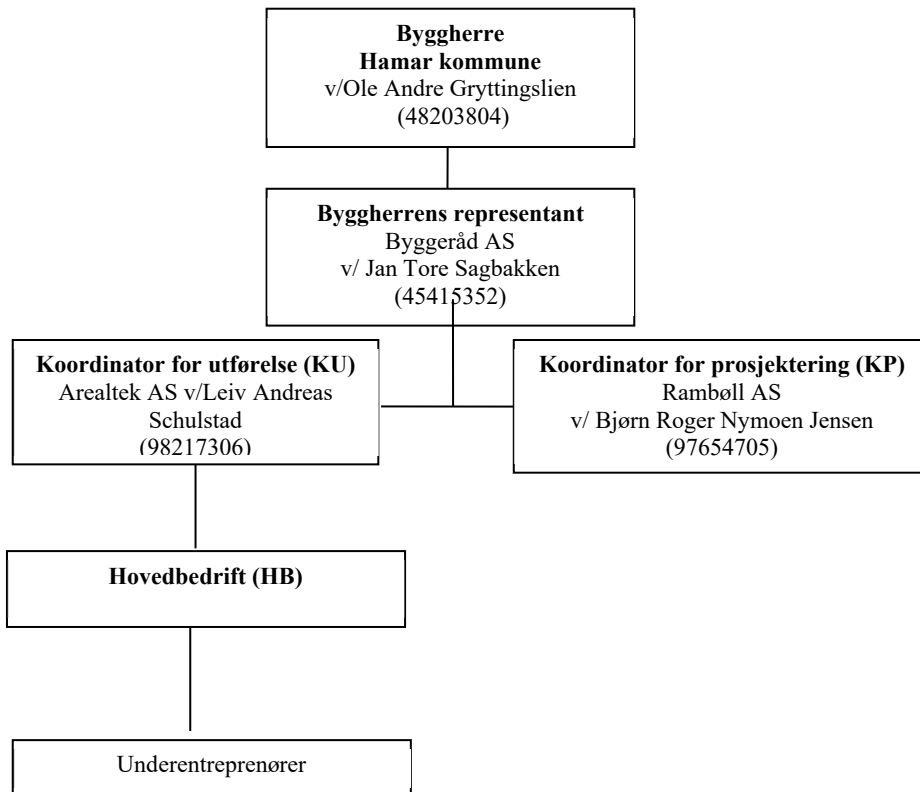 Byggherre
Hamar kommune
v/Ole Andre Gryttingslien
(48203804)
Byggherrens representant
Byggeråd AS
v/ Jan Tore Sagbakken
(45415352)
Koordinator for utførelse (KU)
Arealtek AS v/Leiv Andreas
Schulstad
(98217306)
Koordinator for prosjektering (KP)
Rambøll AS
v/ Bjørn Roger Nymoen Jensen
(97654705)
Hovedbedrift (HB)
Underentreprenører